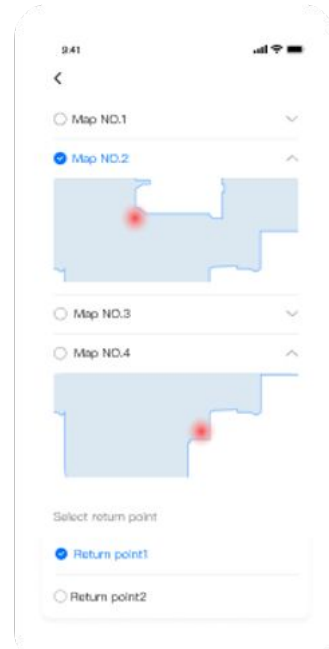 9:41
Map NO.1
Map NO.2
Map NO.3
Map NO.4
Select return point
Return point1
Return point2